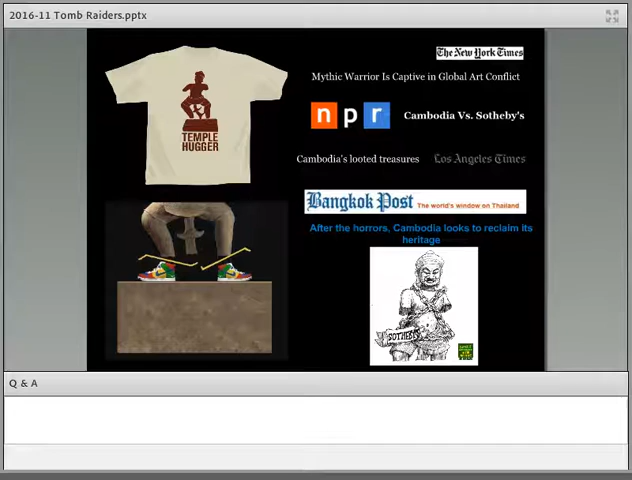 2016-11 Tomb Raiders.pptx
TEMPLE
HUGGER
The New York Times
Mythic Warrior Is Captive in Global Art Conflict
n p r
Cambodia Vs. Sotheby's
Cambodia's looted treasures
Los Angeles Times
Bangkok Post The world's window on Thailand
After the horrors, Cambodia looks to reclaim its
heritage
SOTHEBY'S
Q & A